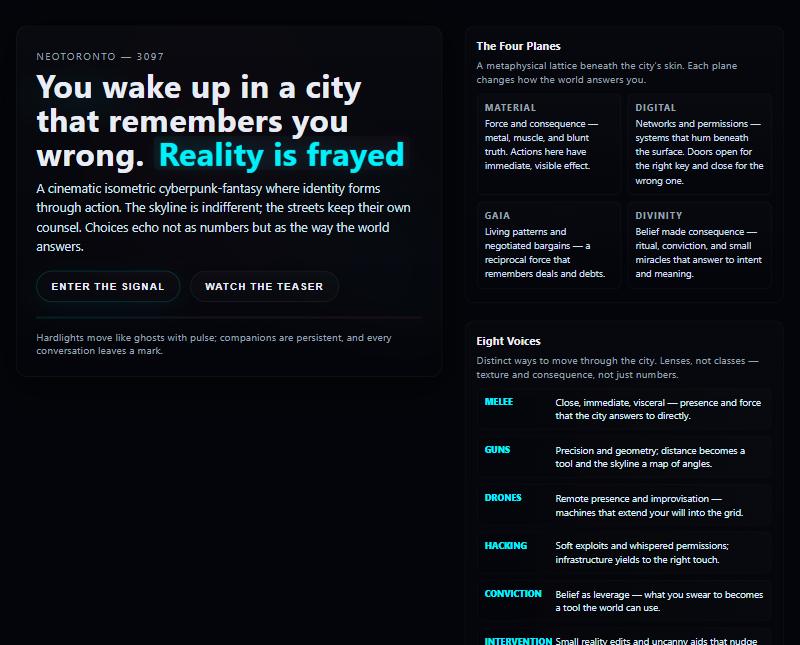 NEOTORONTO — 3097
You wake up in a city
that remembers you
wrong. Reality is frayed
A cinematic isometric cyberpunk-fantasy where identity forms
through action. The skyline is indifferent; the streets keep their own
counsel. Choices echo not as numbers but as the way the world
answers.
ENTER THE SIGNAL
WATCH THE TEASER
Hardlights move like ghosts with pulse; companions are persistent, and every
conversation leaves a mark.
The Four Planes
A metaphysical lattice beneath the city's skin. Each plane
changes how the world answers you.
MATERIAL
Force and consequence —
metal, muscle, and blunt
truth. Actions here have
immediate, visible effect.
DIGITAL
Networks and permissions —
systems that hum beneath
the surface. Doors open for
the right key and close for the
wrong one.
GAIA
Living patterns and
negotiated bargains — a
reciprocal force that
remembers deals and debts.
DIVINITY
Belief made consequence —
ritual, conviction, and small
miracles that answer to intent
and meaning.
Eight Voices
Distinct ways to move through the city. Lenses, not classes —
texture and consequence, not just numbers.
MELEE
Close, immediate, visceral — presence and force
that the city answers to directly.
GUNS
Precision and geometry; distance becomes a
tool and the skyline a map of angles.
DRONES
Remote presence and improvisation —
machines that extend your will into the grid.
HACKING
Soft exploits and whispered permissions;
infrastructure yields to the right touch.
CONVICTION
Belief as leverage — what you swear to becomes
a tool the world can use.
INTERVENTION
Small reality edits and uncanny aids that nudge